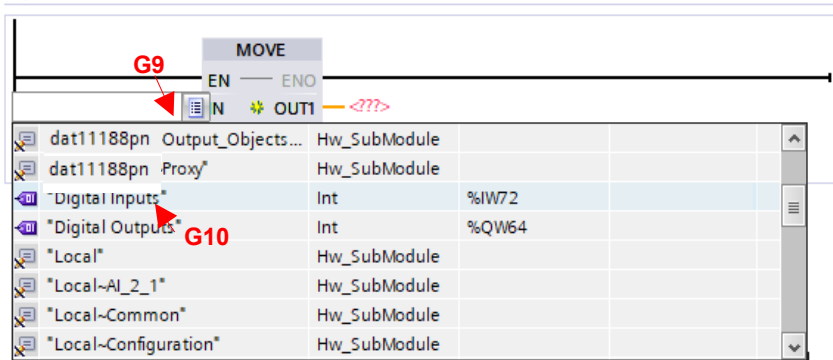 MOVE
G9
EN ENO
N OUT1 <???>
dat11188pn Output_Objects... Hw_SubModule
dat11188pn Proxy" Hw_SubModule
"Digital Inputs" Int %IW72
"Digital Outputs" Int %QW64
G10
"Local" Hw_SubModule
"Local~AI_2_1" Hw_SubModule
"Local~Common" Hw_SubModule
"Local~Configuration" Hw_SubModule